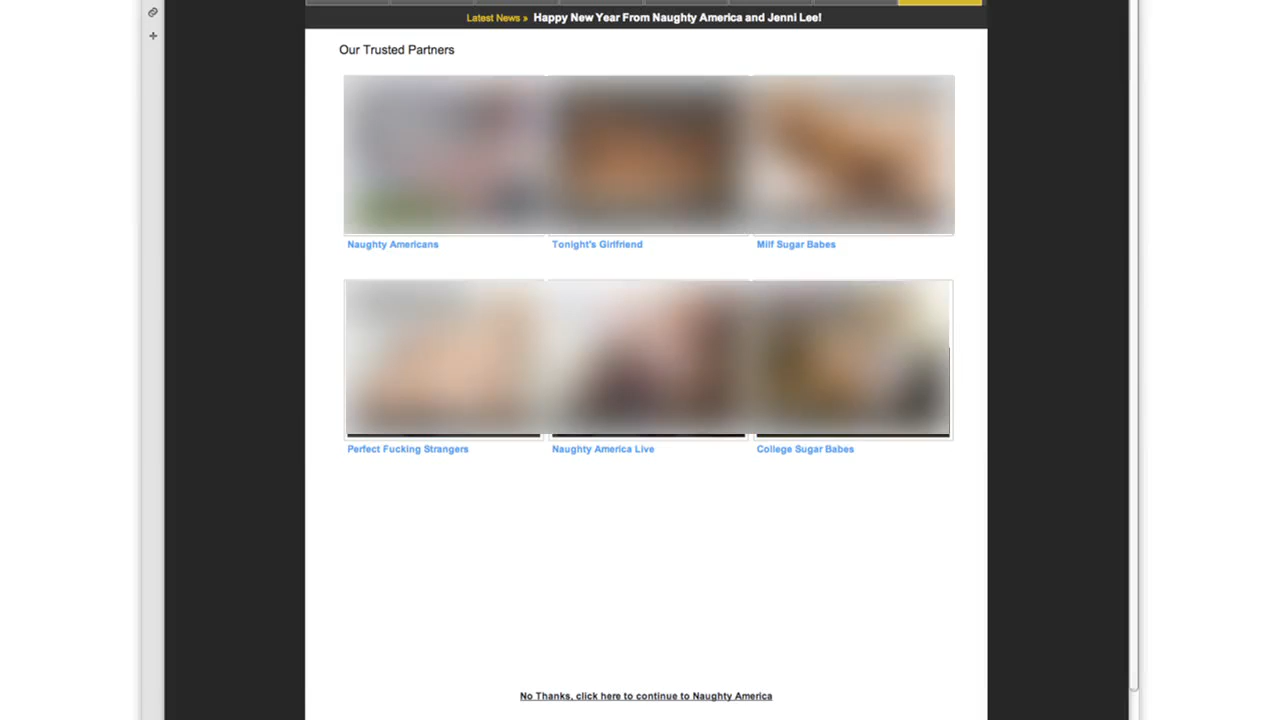 Latest News » Happy New Year From Naughty America and Jenni Lee!
Our Trusted Partners
Naughty Americans
Tonight's Girlfriend
Milf Sugar Babes
Perfect Fucking Strangers
Naughty America Live
College Sugar Babes
No Thanks, click here to continue to Naughty America